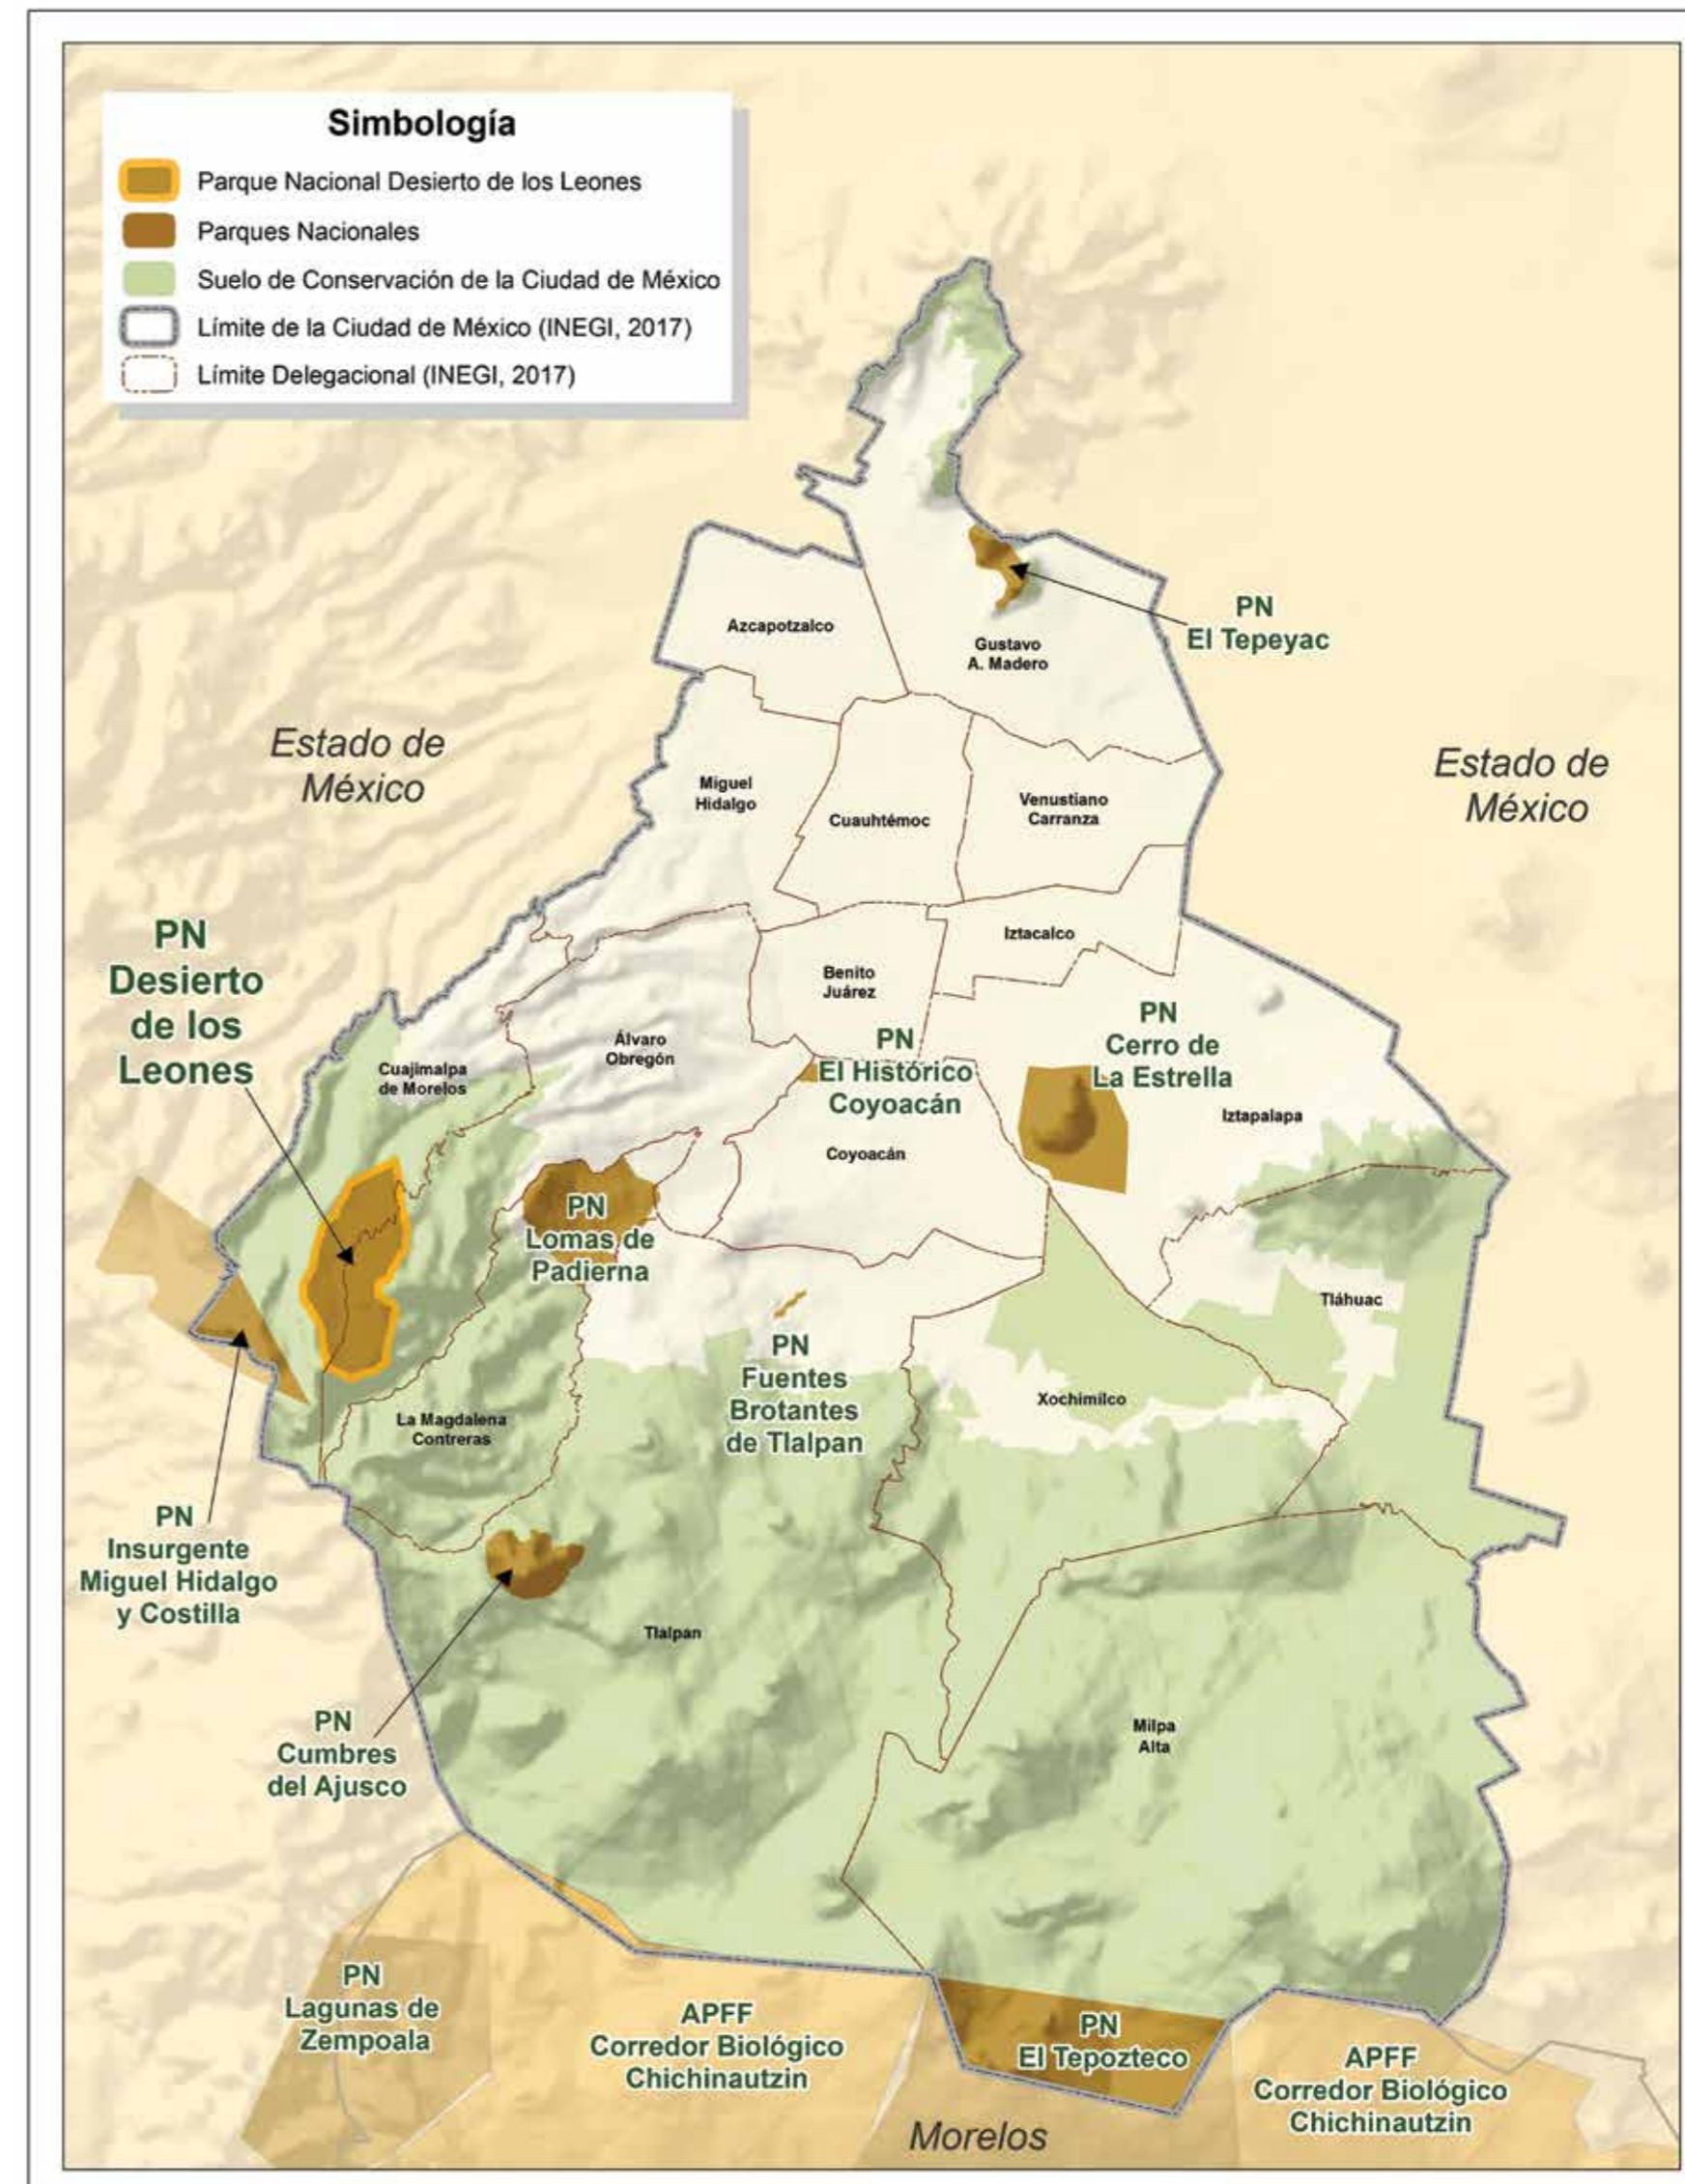 Simbología
Parque Nacional Desierto de los Leones
Parques Nacionales
Suelo de Conservación de la Ciudad de México
Límite de la Ciudad de México (INEGI, 2017)
Límite Delegacional (INEGI, 2017)
PN
El Tepeyac
Azcapotzalco
Gustavo
A. Madero
Estado de
México
Estado de
México
Miguel
Hidalgo
Cuauhtémoc
Venustiano
Carranza
PN
Desierto
de los
Leones
Iztacalco
Benito
Juárez
Álvaro
Obregón
Cuajimalpa
de Morelos
PN
El Histórico
Coyoacán
PN
Cerro de
La Estrella
Iztapalapa
Coyoacán
PN
Lomas de
Padierna
Tláhuac
PN
Fuentes
Brotantes
de Tlalpan
Xochimilco
La Magdalena
Contreras
PN
Insurgente
Miguel Hidalgo
y Costilla
Tlalpan
PN
Cumbres
del Ajusco
Milpa
Alta
PN
Lagunas de
Zempoala
APFF
Corredor Biológico
Chichinautzin
PN
El Tepozteco
APFF
Corredor Biológico
Chichinautzin
Morelos